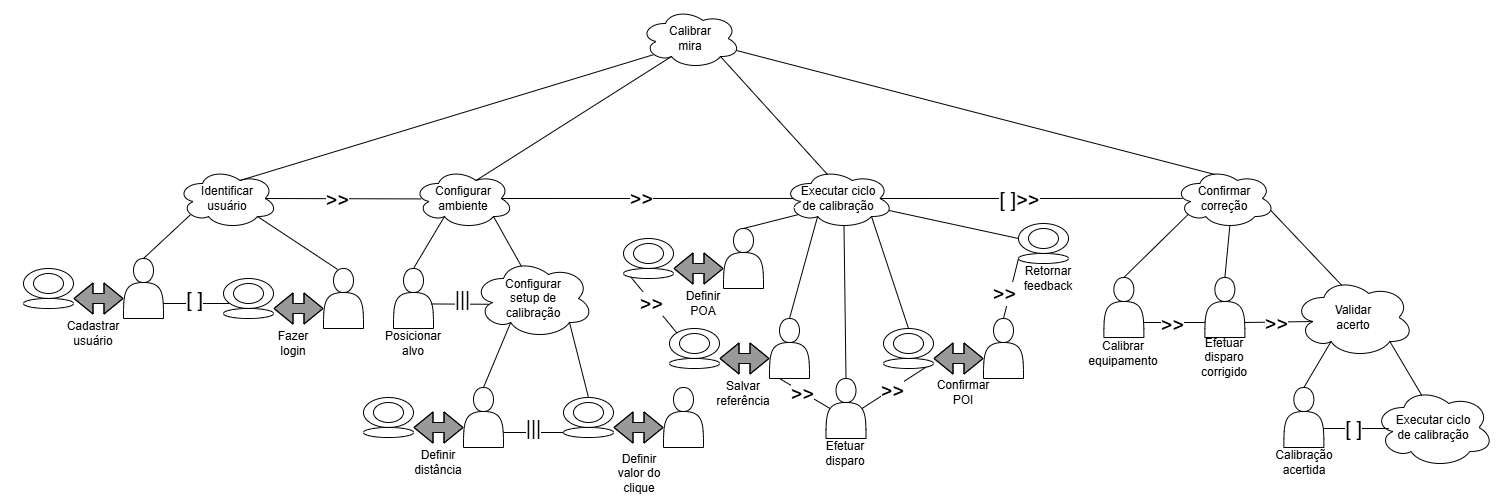 Calibrar
mira
Identificar
usuário
>>
Configurar
ambiente
>>
Executar ciclo
de calibração
[ ]>>
Confirmar
correção
Cadastrar
usuário
[ ]
Fazer
login
Posicionar
alvo
|||
Configurar
setup de
calibração
Definir
distância
|||
Definir
valor do
clique
Definir
POA
>>
Salvar
referência
>>
Efetuar
disparo
>>
Confirmar
POI
>>
Retornar
feedback
Calibrar
equipamento
>>
Efetuar
disparo
corrigido
>>
Validar
acerto
Calibração
acertida
[ ]
Executar ciclo
de calibração